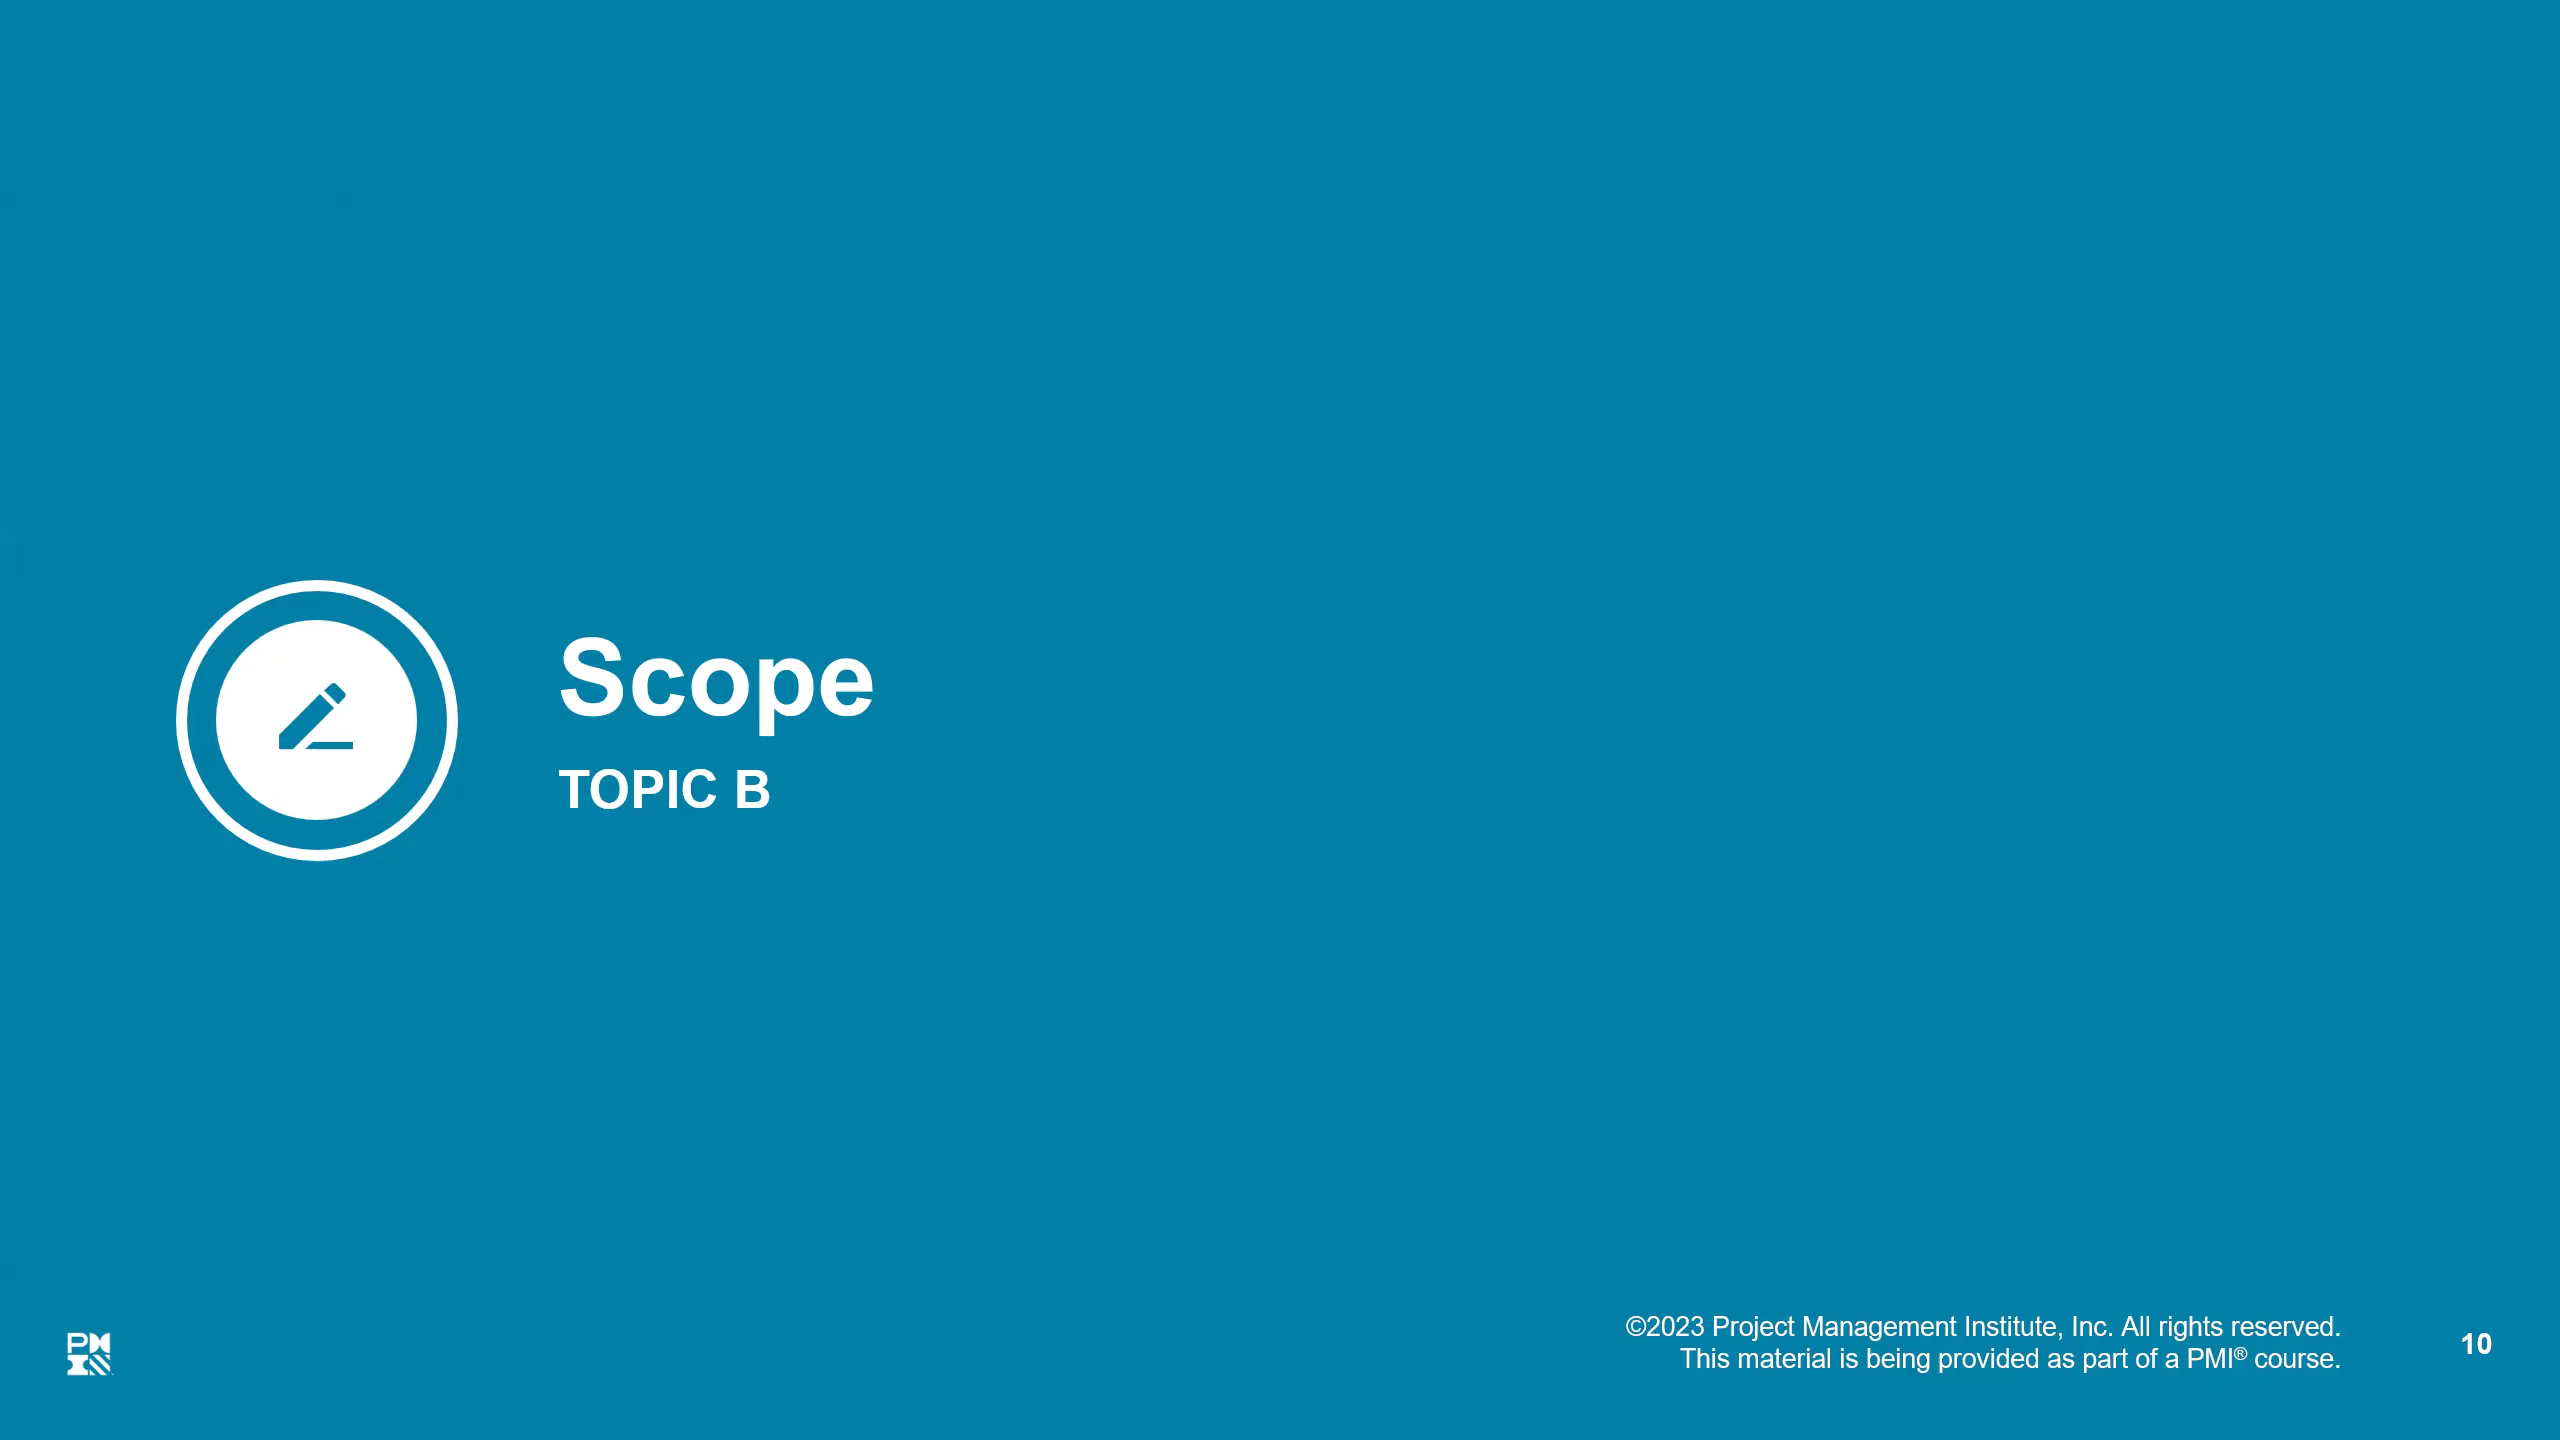 Scope
TOPIC B
©2023 Project Management Institute, Inc. All rights reserved.
This material is being provided as part of a PMI® course.
10